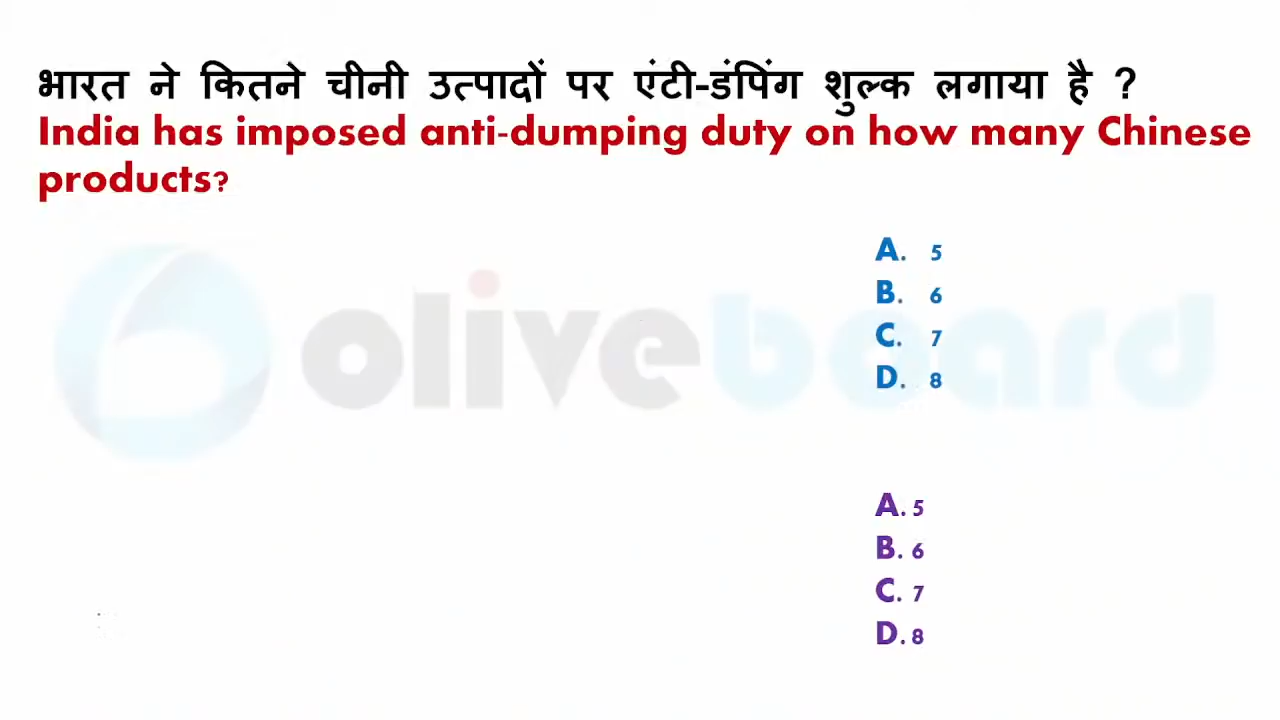 भारत ने कितने चीनी उत्पादों पर एंटी-डंपिंग शुल्क लगाया है ?
India has imposed anti-dumping duty on how many Chinese
products?
A. 5
B. 6
C. 7
D. 8
oliveboard
A. 5
B. 6
C. 7
D. 8